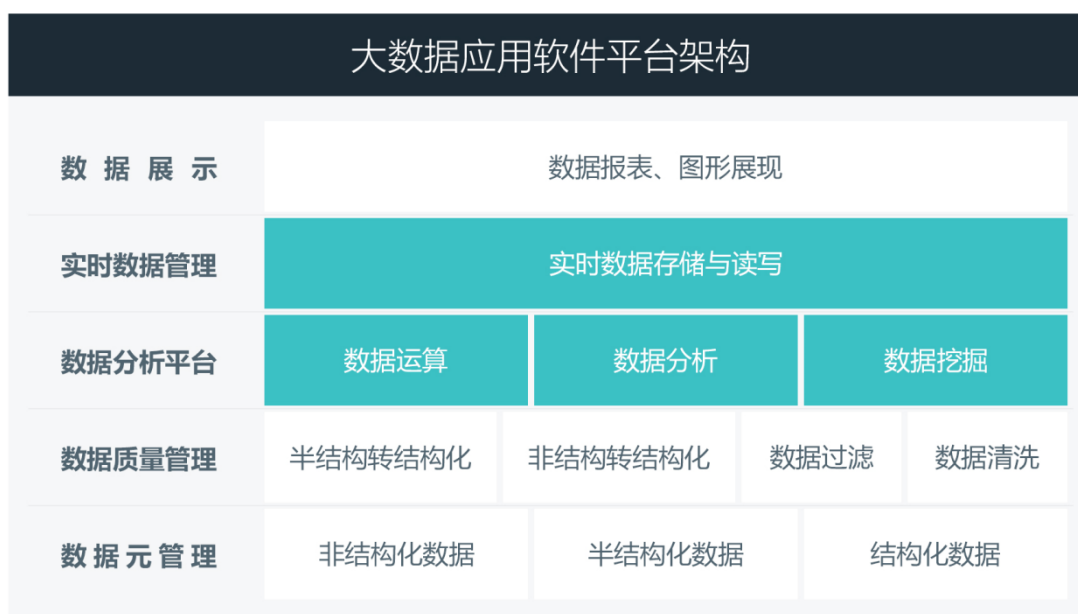 大数据应用软件平台架构
数据展示 数据报表、图形展现
实时数据管理 实时数据存储与读写
数据分析平台 数据运算 数据分析 数据挖掘
数据质量管理 半结构转结构化 非结构转结构化 数据过滤 数据清洗
数据元管理 非结构化数据 半结构化数据 结构化数据